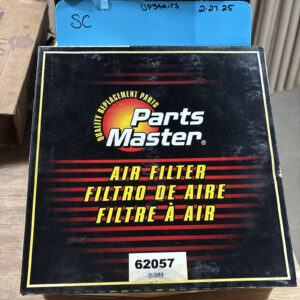 Upstairs 2.27.25
SC
QUALITY REPLACEMENT PARTS
Parts
Master®
AIR FILTER
FILTRO DE AIRE
FILTRE À AIR
62057